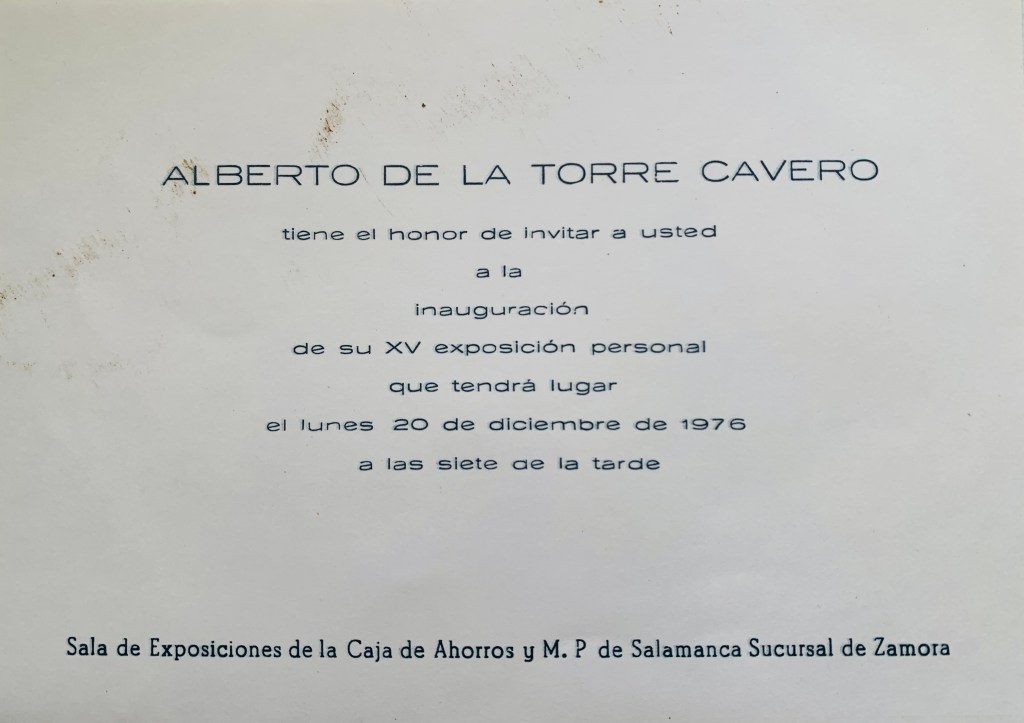 ALBERTO DE LA TORRE CAVERO
tiene el honor de invitar a usted
a la
inauguración
de su XV exposición personal
que tendrá lugar
el lunes 20 de diciembre de 1976
a las siete de la tarde
Sala de Exposiciones de la Caja de Ahorros y M. P de Salamanca Sucursal de Zamora